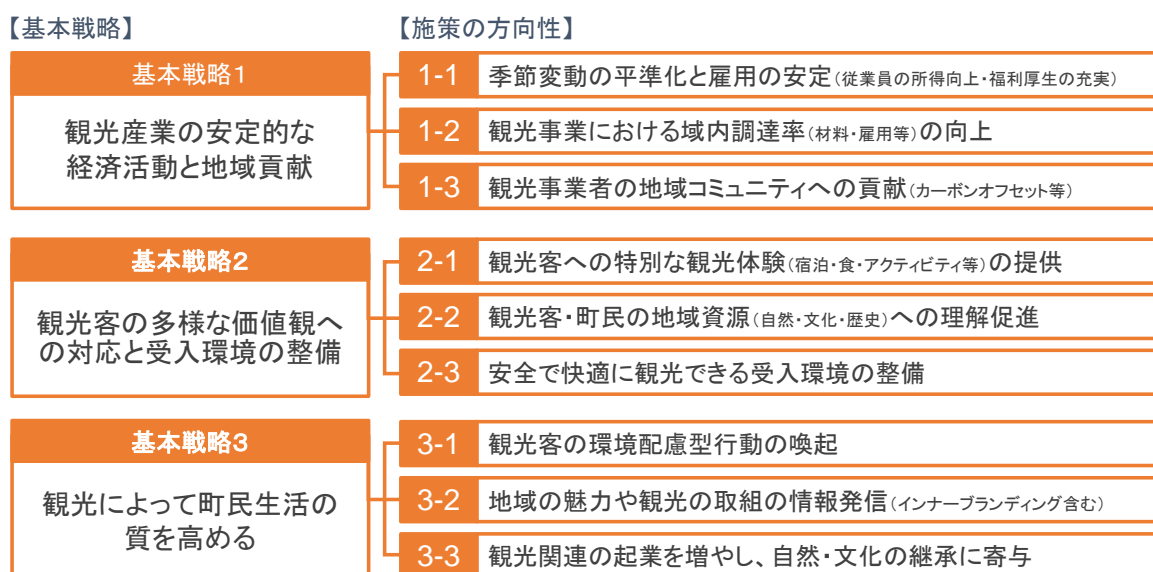 【基本戦略】
【施策の方向性】
基本戦略1
観光産業の安定的な
経済活動と地域貢献
1-1 季節変動の平準化と雇用の安定(従業員の所得向上・福利厚生の充実)
1-2 観光事業における域内調達率(材料・雇用等)の向上
1-3 観光事業者の地域コミュニティへの貢献(カーボンオフセット等)
基本戦略2
観光客の多様な価値観へ
の対応と受入環境の整備
2-1 観光客への特別な観光体験(宿泊・食・アクティビティ等)の提供
2-2 観光客・町民の地域資源(自然・文化・歴史)への理解促進
2-3 安全で快適に観光できる受入環境の整備
基本戦略3
観光によって町民生活の
質を高める
3-1 観光客の環境配慮型行動の喚起
3-2 地域の魅力や観光の取組の情報発信(インナーブランディング含む)
3-3 観光関連の起業を増やし、自然・文化の継承に寄与